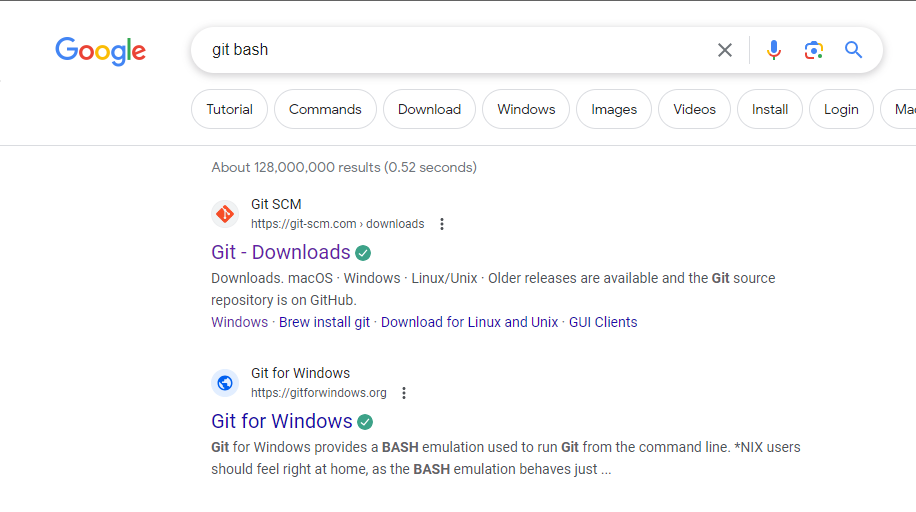 Google
git bash
Tutorial
Commands
Download
Windows
Images
Videos
Install
Login
Mac
About 128,000,000 results (0.52 seconds)
Git SCM
https://git-scm.com › downloads
Git - Downloads
Downloads. macOS · Windows · Linux/Unix · Older releases are available and the Git source
repository is on GitHub.
Windows · Brew install git · Download for Linux and Unix · GUI Clients
Git for Windows
https://gitforwindows.org
Git for Windows
Git for Windows provides a BASH emulation used to run Git from the command line. *NIX users
should feel right at home, as the BASH emulation behaves just ...